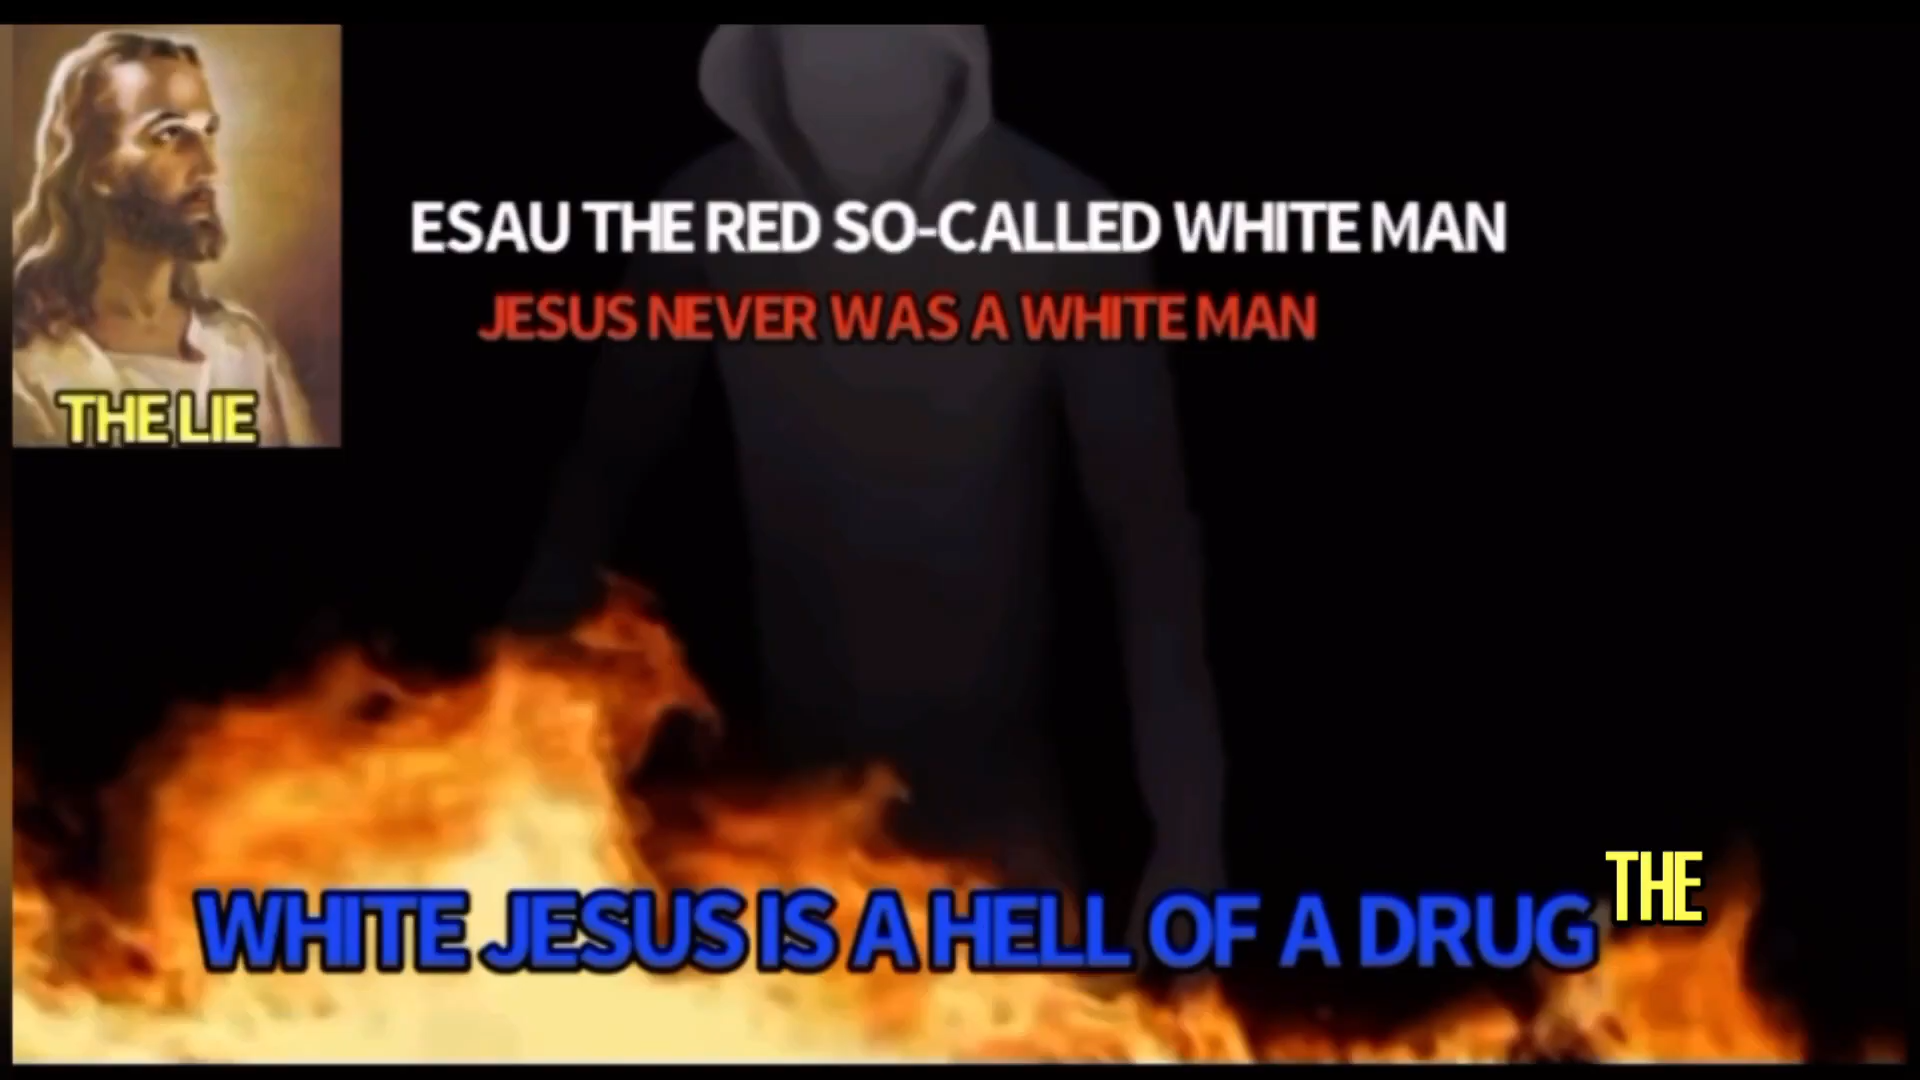 ESAU THE RED SO-CALLED WHITE MAN
JESUS NEVER WAS A WHITE MAN
THE LIE
THE
WHITE JESUS IS A HELL OF A DRUG